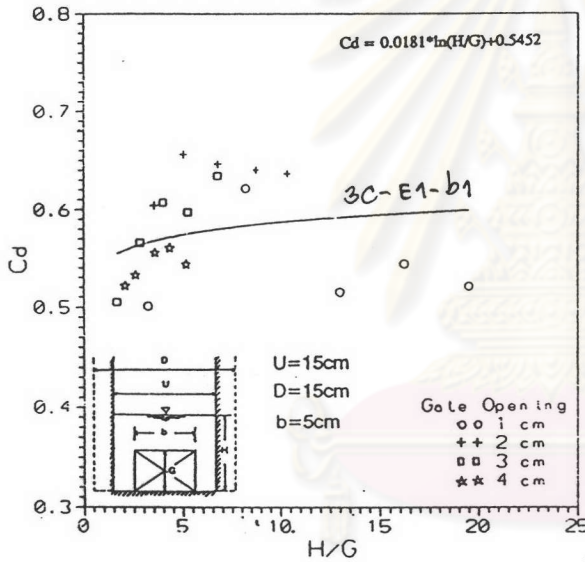 0.8
Cd = 0.0181*ln(H/G)+0.5452
0.7
3C-E1-b1
0.6
Cd
0.5
D
U
U=15cm
D=15cm
b=5cm
b
H
G
Gate Opening
1 cm
2 cm
3 cm
4 cm
0.4
0.3
0 5 10. 15 20 25
H/G